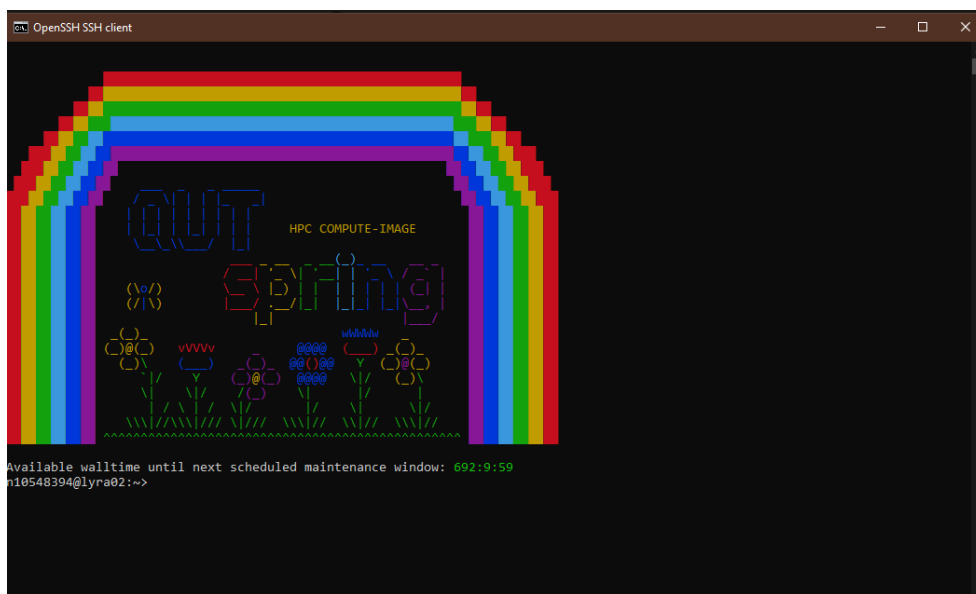 OpenSSH SSH client
QUT
HPC COMPUTE-IMAGE
spring
Available walltime until next scheduled maintenance window: 692:9:59
n10548394@lyra02:~>